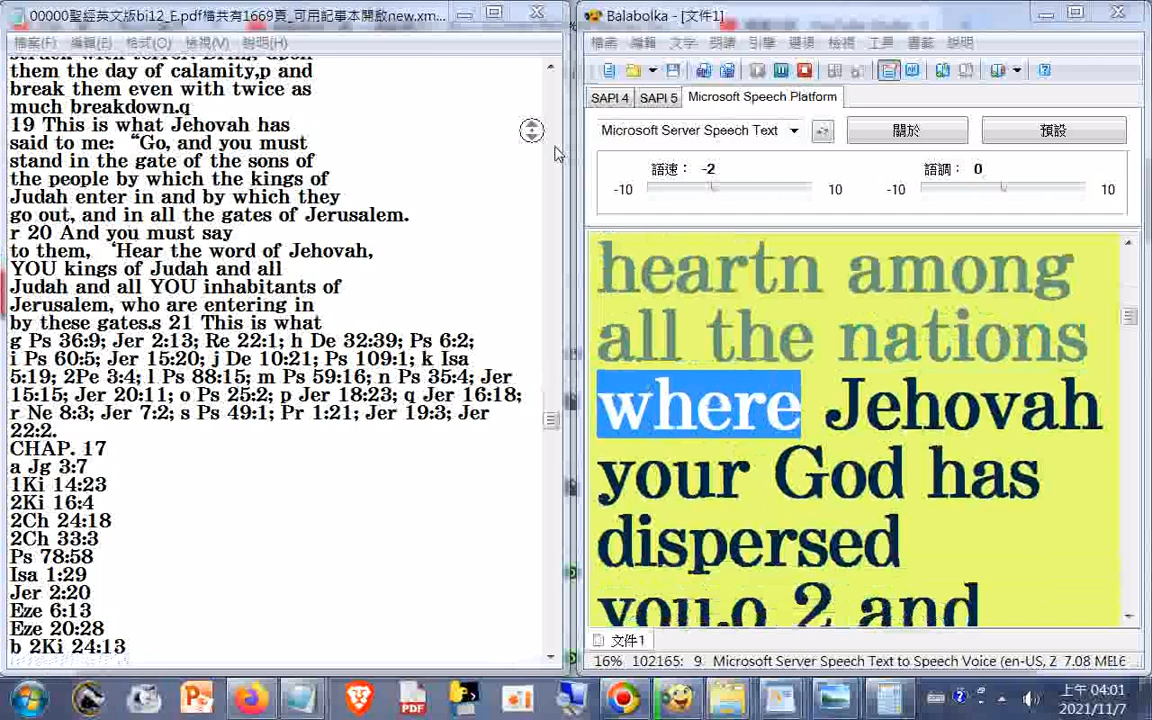 00000聖經英文版bi12_E.pdf檔共有1669頁_可用記事本開啟new.xm...
檔案(F) 編輯(E) 格式(O) 檢視(V) 說明(H)
them the day of calamity,p and
break them even with twice as
much breakdown.q
19 This is what Jehovah has
said to me: “Go, and you must
stand in the gate of the sons of
the people by which the kings of
Judah enter in and by which they
go out, and in all the gates of Jerusalem.
r 20 And you must say
to them, ‘Hear the word of Jehovah,
YOU kings of Judah and all
Judah and all YOU inhabitants of
Jerusalem, who are entering in
by these gates.s 21 This is what
g Ps 36:9; Jer 2:13; Re 22:1; h De 32:39; Ps 6:2;
i Ps 60:5; Jer 15:20; j De 10:21; Ps 109:1; k Isa
5:19; 2Pe 3:4; l Ps 88:15; m Ps 59:16; n Ps 35:4; Jer
15:15; Jer 20:11; o Ps 25:2; p Jer 18:23; q Jer 16:18;
r Ne 8:3; Jer 7:2; s Ps 49:1; Pr 1:21; Jer 19:3; Jer
22:2.
CHAP. 17
a Jg 3:7
1Ki 14:23
2Ki 16:4
2Ch 24:18
2Ch 33:3
Ps 78:58
Isa 1:29
Jer 2:20
Eze 6:13
Eze 20:28
b 2Ki 24:13
Balabolka - [文件1]
檔案 編輯 文字 朗讀 引擎 選項 檢視 工具 書籤 說明
SAPI 4 SAPI 5 Microsoft Speech Platform
Microsoft Server Speech Text 關於 預設
語速： -2 語調： 0
-10 10 -10 10
heartn among
all the nations
where Jehovah
your God has
dispersed
you.o 2 and
文件1
16% 102165: 9 Microsoft Server Speech Text to Speech Voice (en-US, Z 7.08 МБ
上午 04:01
2021/11/7